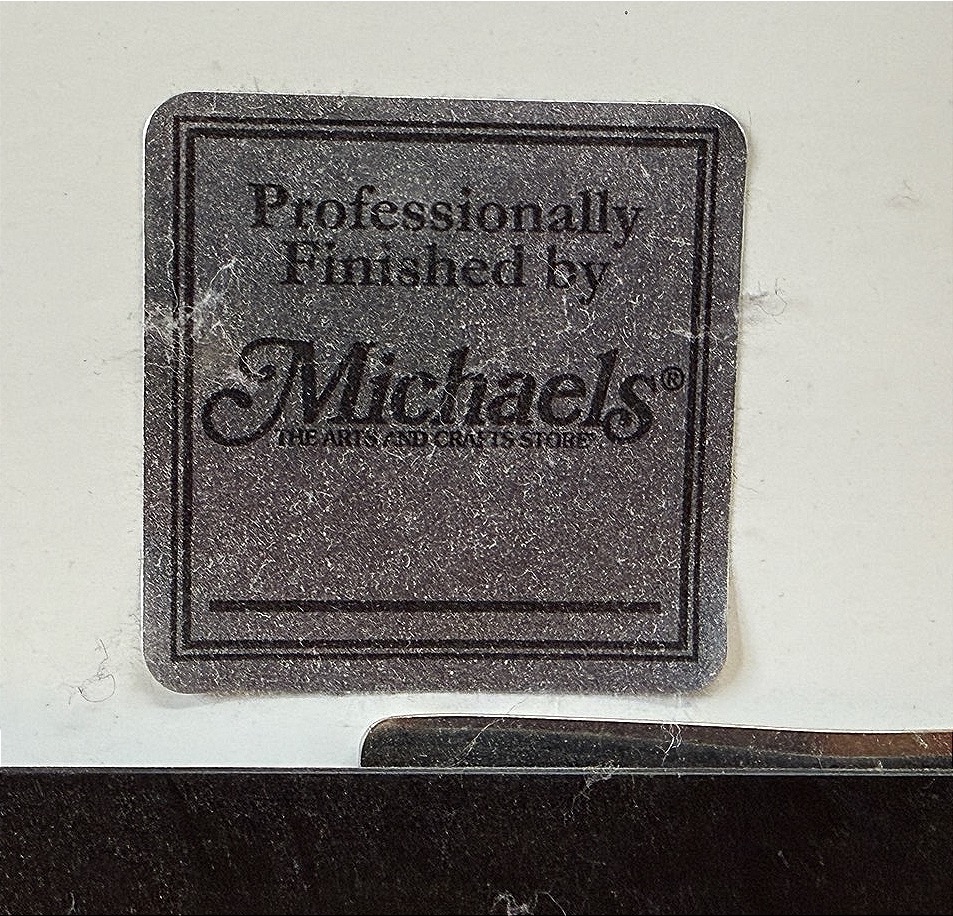 Professionally
Finished by
Michaels®
THE ARTS AND CRAFTS STORE